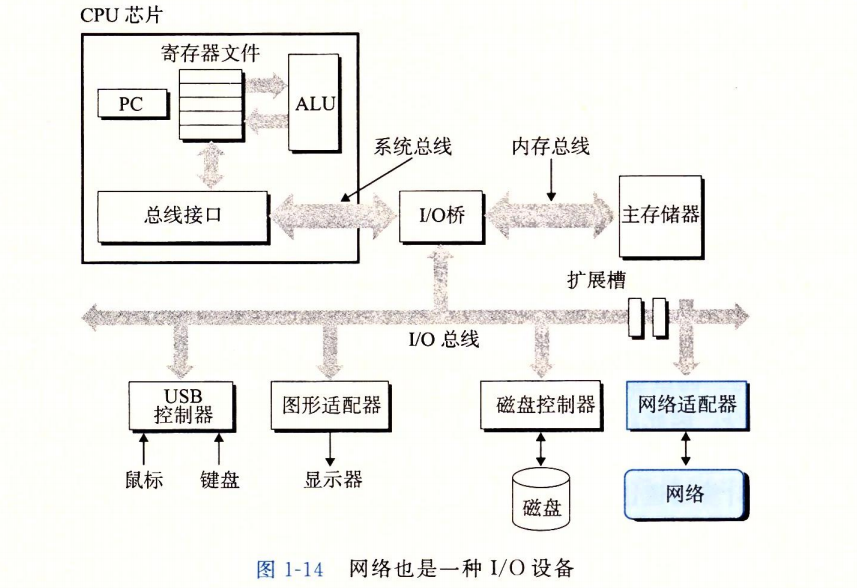 CPU 芯片
寄存器文件
PC
ALU
系统总线
内存总线
总线接口
I/O桥
主存储器
扩展槽
I/O 总线
USB
控制器
图形适配器
磁盘控制器
网络适配器
鼠标
键盘
显示器
磁盘
网络
图 1-14 网络也是一种 I/O 设备